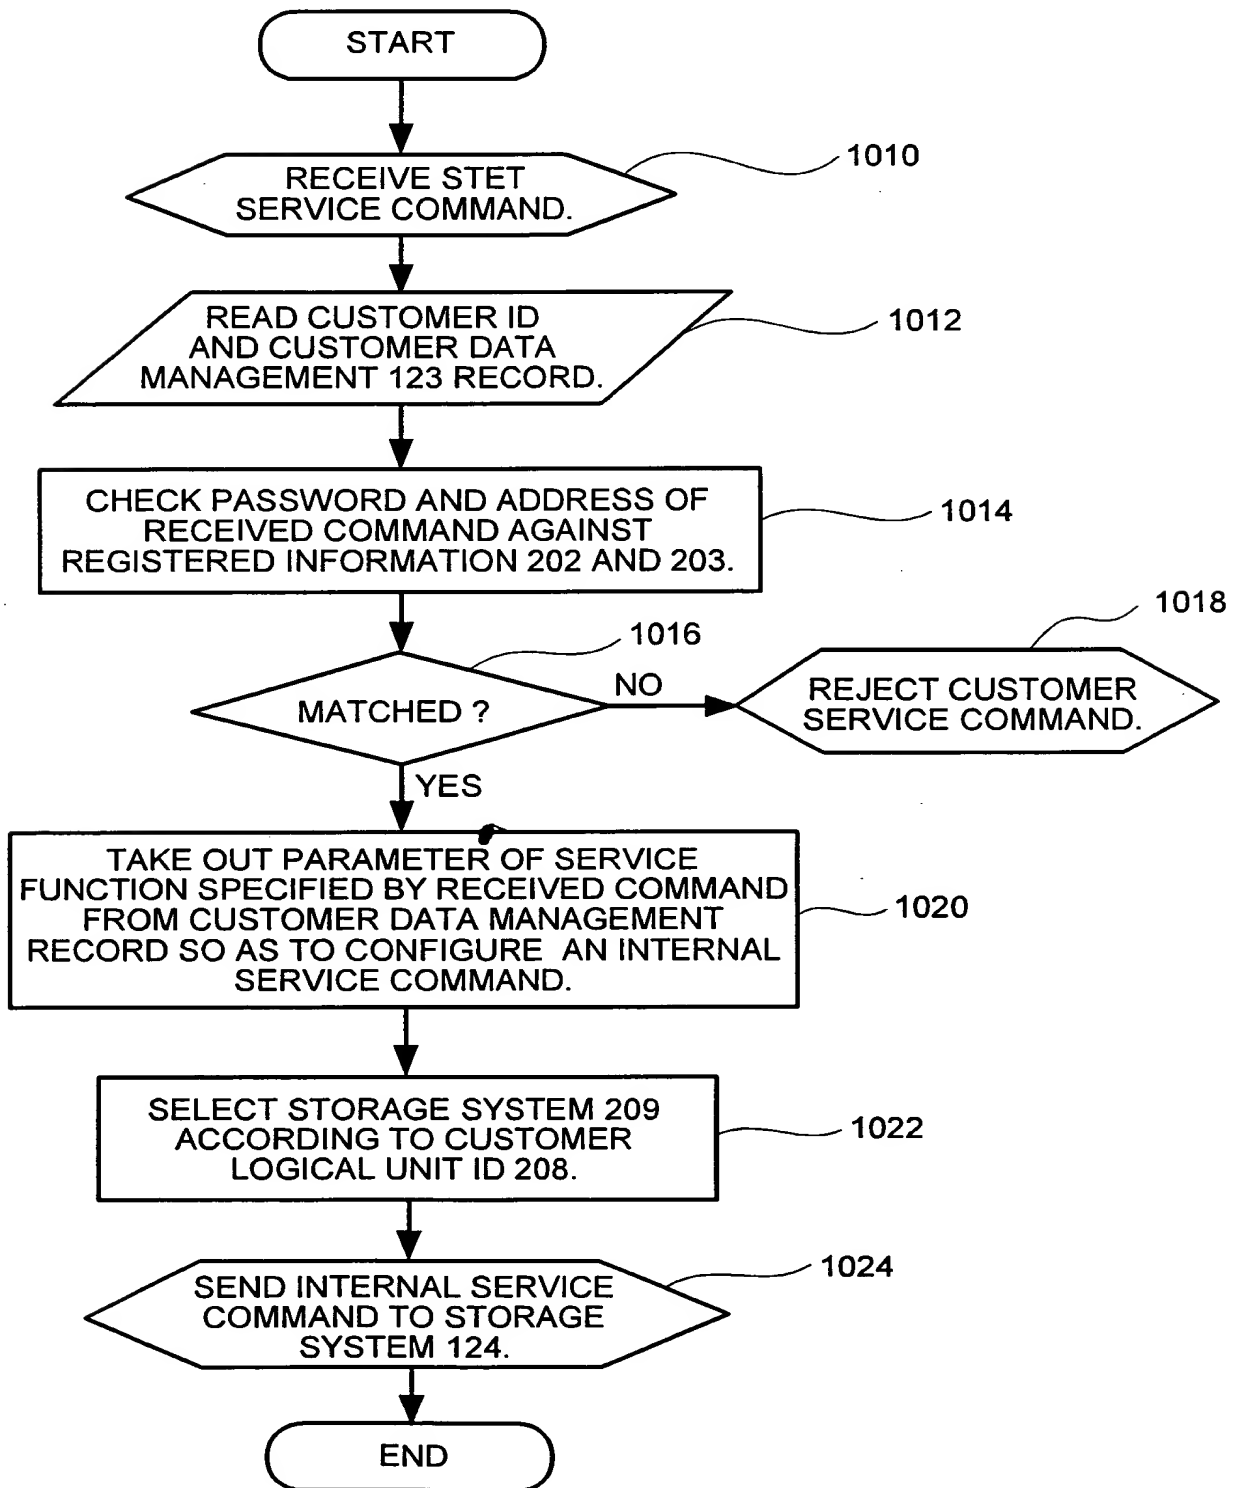 START
RECEIVE STET
SERVICE COMMAND.
1010
READ CUSTOMER ID
AND CUSTOMER DATA
MANAGEMENT 123 RECORD.
1012
CHECK PASSWORD AND ADDRESS OF
RECEIVED COMMAND AGAINST
REGISTERED INFORMATION 202 AND 203.
1014
MATCHED ?
1016
NO
REJECT CUSTOMER
SERVICE COMMAND.
1018
YES
TAKE OUT PARAMETER OF SERVICE
FUNCTION SPECIFIED BY RECEIVED COMMAND
FROM CUSTOMER DATA MANAGEMENT
RECORD SO AS TO CONFIGURE AN INTERNAL
SERVICE COMMAND.
1020
SELECT STORAGE SYSTEM 209
ACCORDING TO CUSTOMER
LOGICAL UNIT ID 208.
1022
SEND INTERNAL SERVICE
COMMAND TO STORAGE
SYSTEM 124.
1024
END